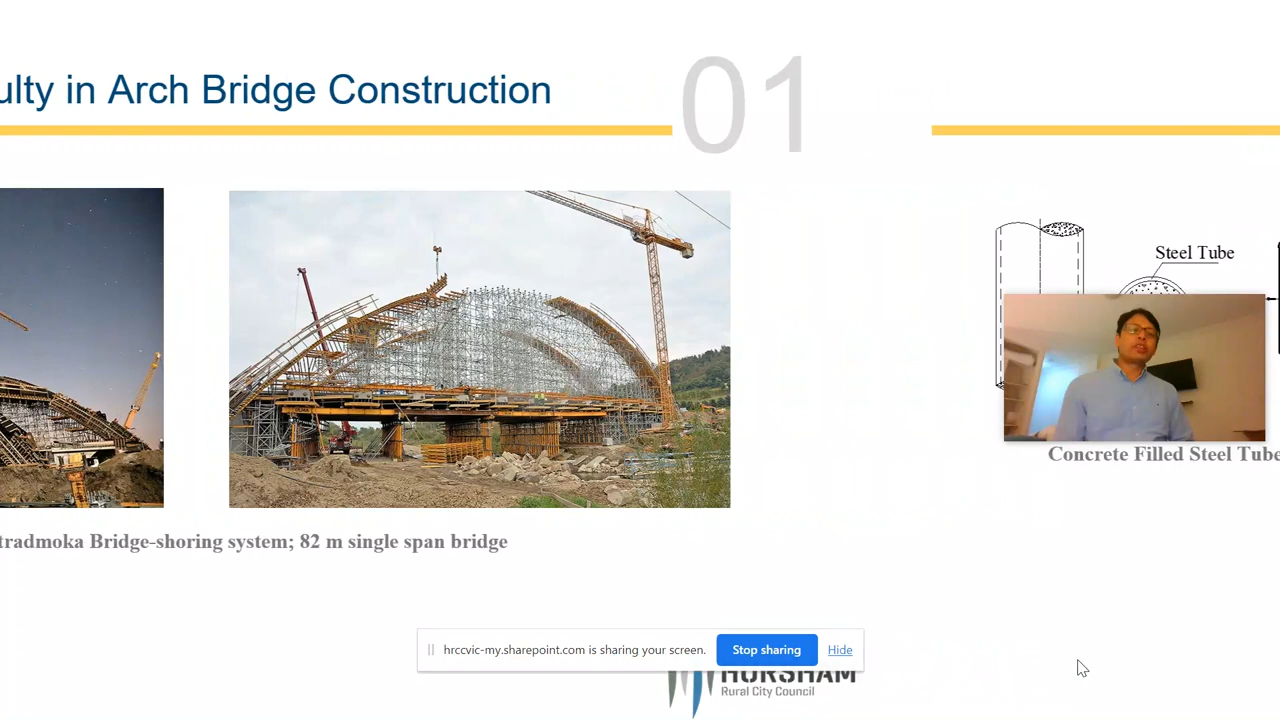 ulty in Arch Bridge Construction
01
Steel Tube
Concrete Filled Steel Tube
tradmoka Bridge-shoring system; 82 m single span bridge
hrccvic-my.sharepoint.com is sharing your screen.
Stop sharing
Hide
HORSHAM
Rural City Council